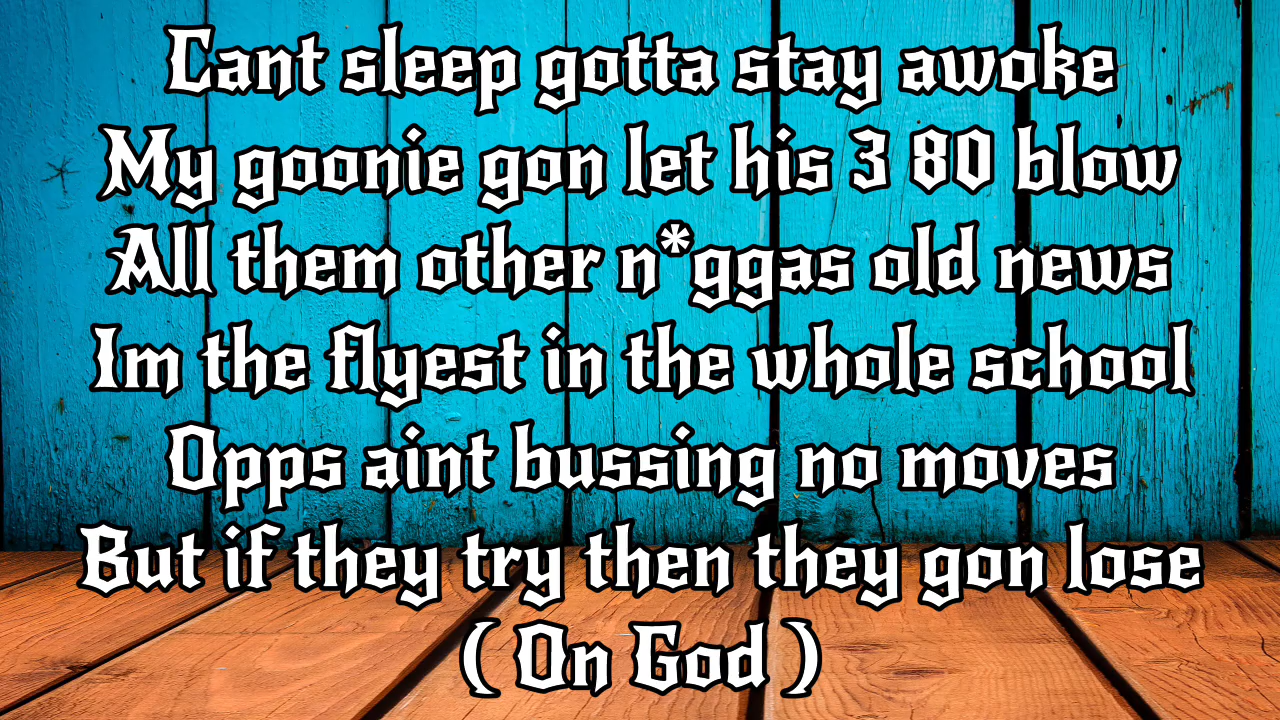 Cant sleep gotta stay awoke
My goonie gon let his 3 80 blow
All them other n*ggas old news
Im the flyest in the whole school
Opps aint bussing no moves
But if they try then they gon lose
( On God )